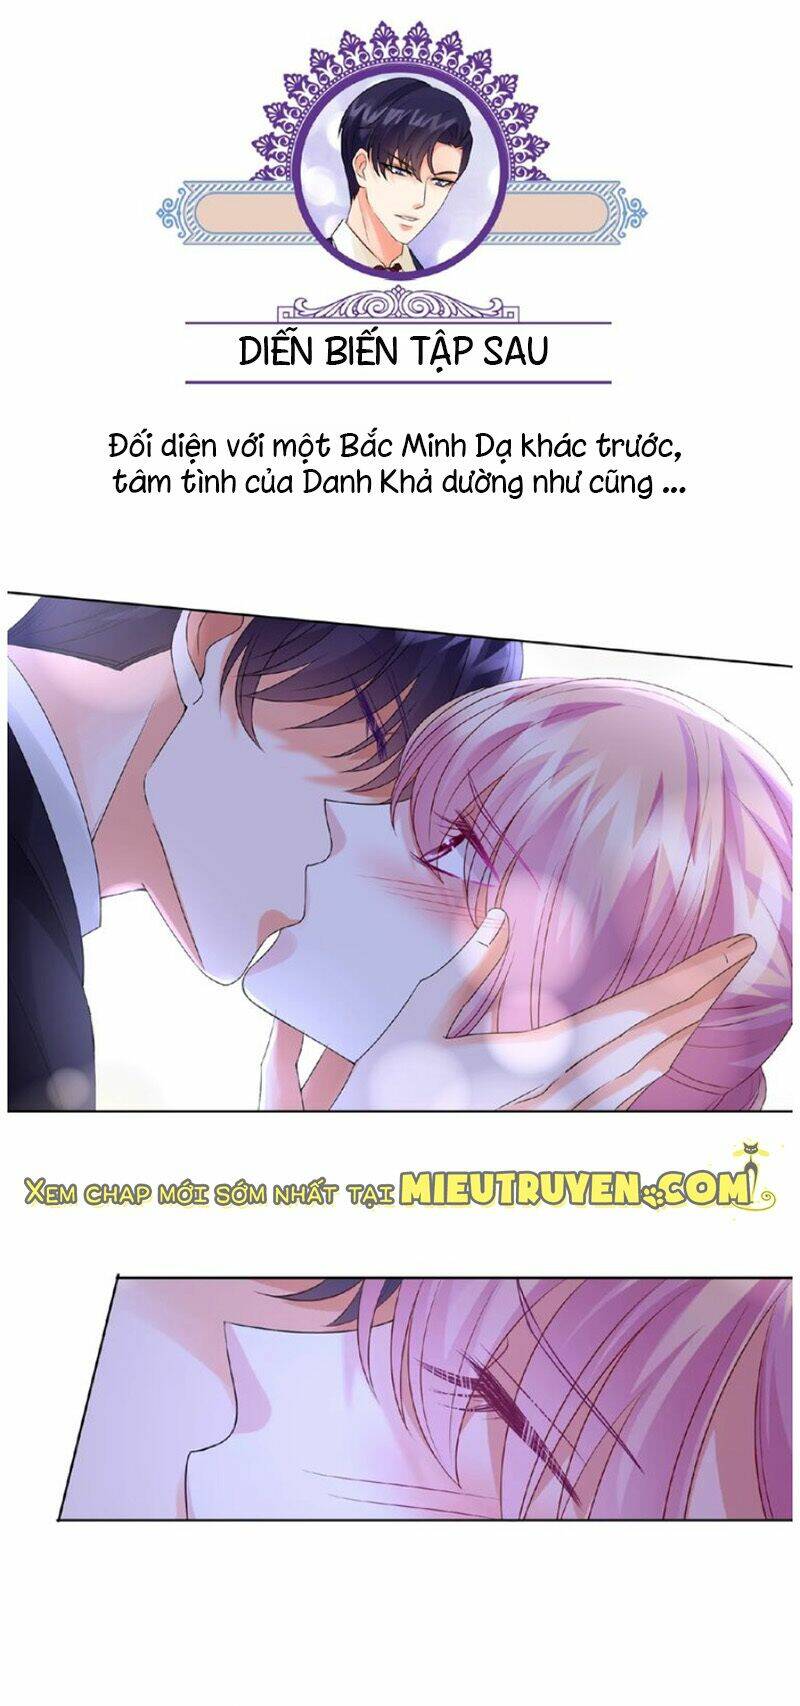 DIỄN BIẾN TẬP SAU
Đối diện với một Bắc Minh Dạ khác trước,
tâm tình của Danh Khả dường như cũng ...
XEM CHAP MỚI SỚM NHẤT TẠI MIEUTRUYEN.COM